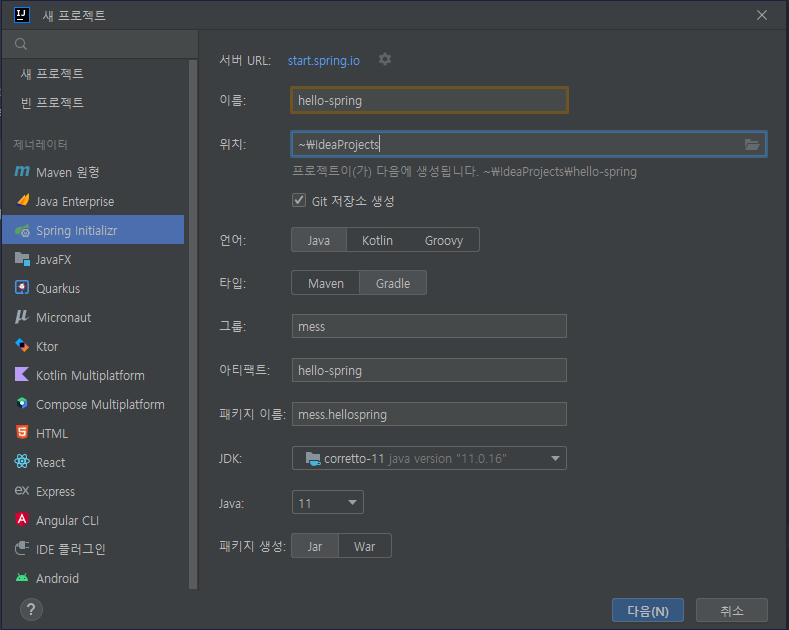 IJ 새 프로젝트
새 프로젝트
빈 프로젝트
제너레이터
Maven 원형
Java Enterprise
Spring Initializr
JavaFX
Quarkus
Micronaut
Ktor
Kotlin Multiplatform
Compose Multiplatform
HTML
React
Express
Angular CLI
IDE 플러그인
Android
?
서버 URL: start.spring.io
이름: hello-spring
위치: ~₩IdeaProjects
프로젝트이(가) 다음에 생성됩니다. ~₩IdeaProjects₩hello-spring
Git 저장소 생성
언어: Java Kotlin Groovy
타입: Maven Gradle
그룹: mess
아티팩트: hello-spring
패키지 이름: mess.hellospring
JDK: corretto-11 java version "11.0.16"
Java: 11
패키지 생성: Jar War
다음(N) 취소